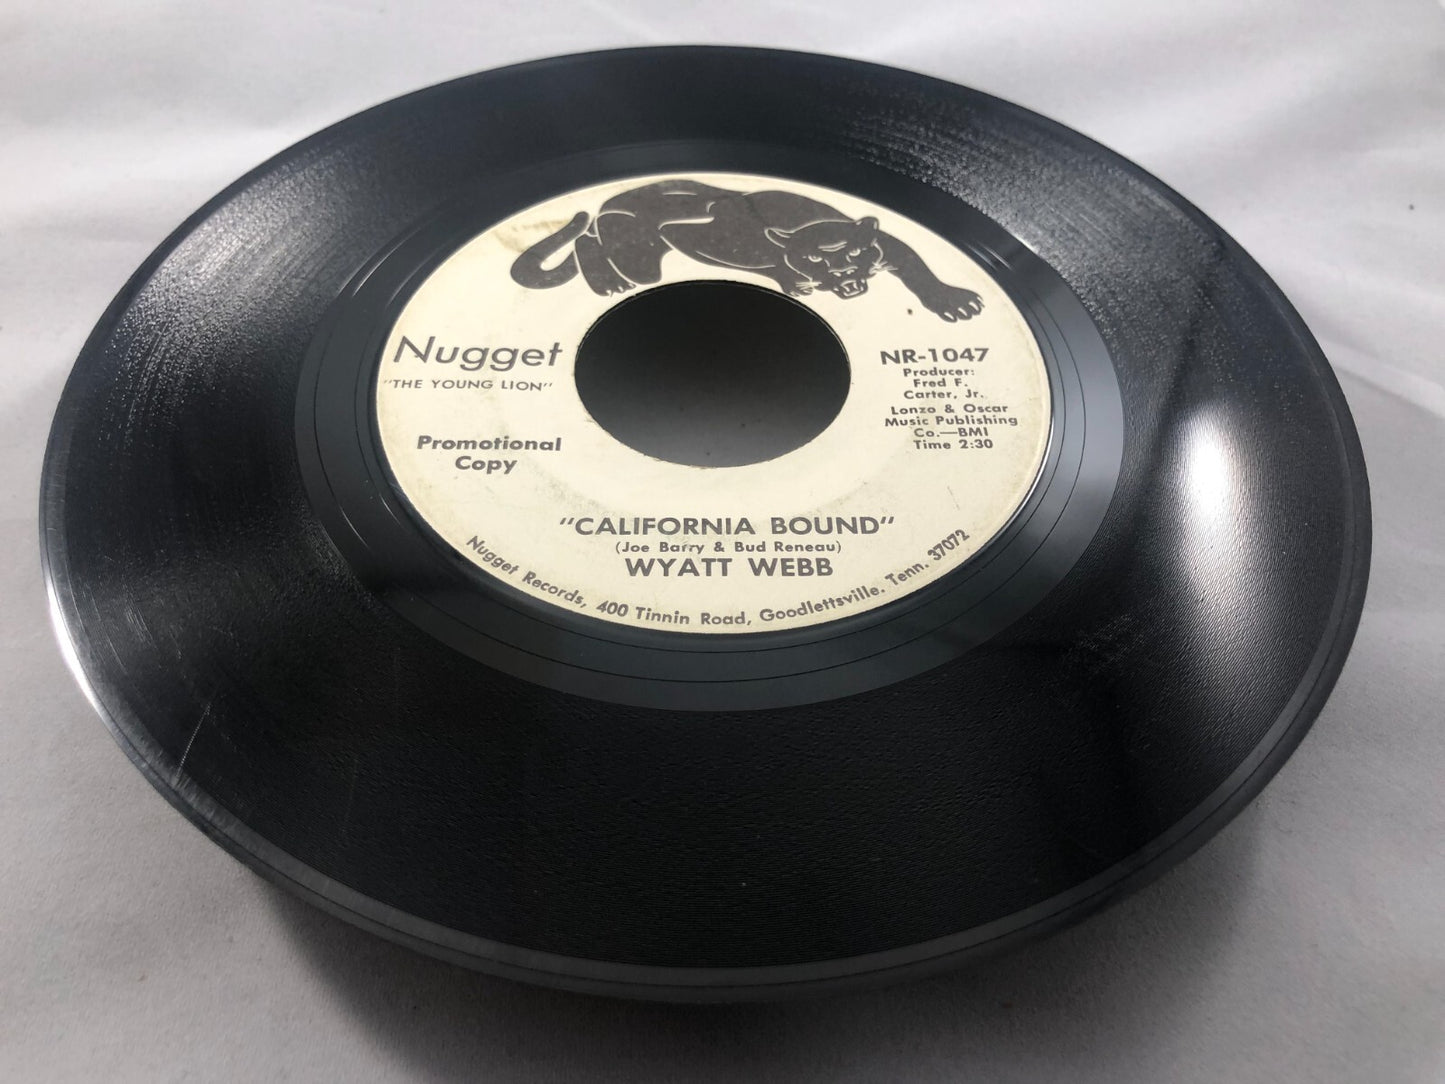 Nugget
"THE YOUNG LION"
Promotional
Copy
NR-1047
Producer:
Fred F.
Carter, Jr.
Lonzo & Oscar
Music Publishing
Co.—BMI
Time 2:30
"CALIFORNIA BOUND"
(Joe Barry & Bud Reneau)
WYATT WEBB
Nugget Records, 400 Tinnin Road, Goodlettsville, Tenn. 37072